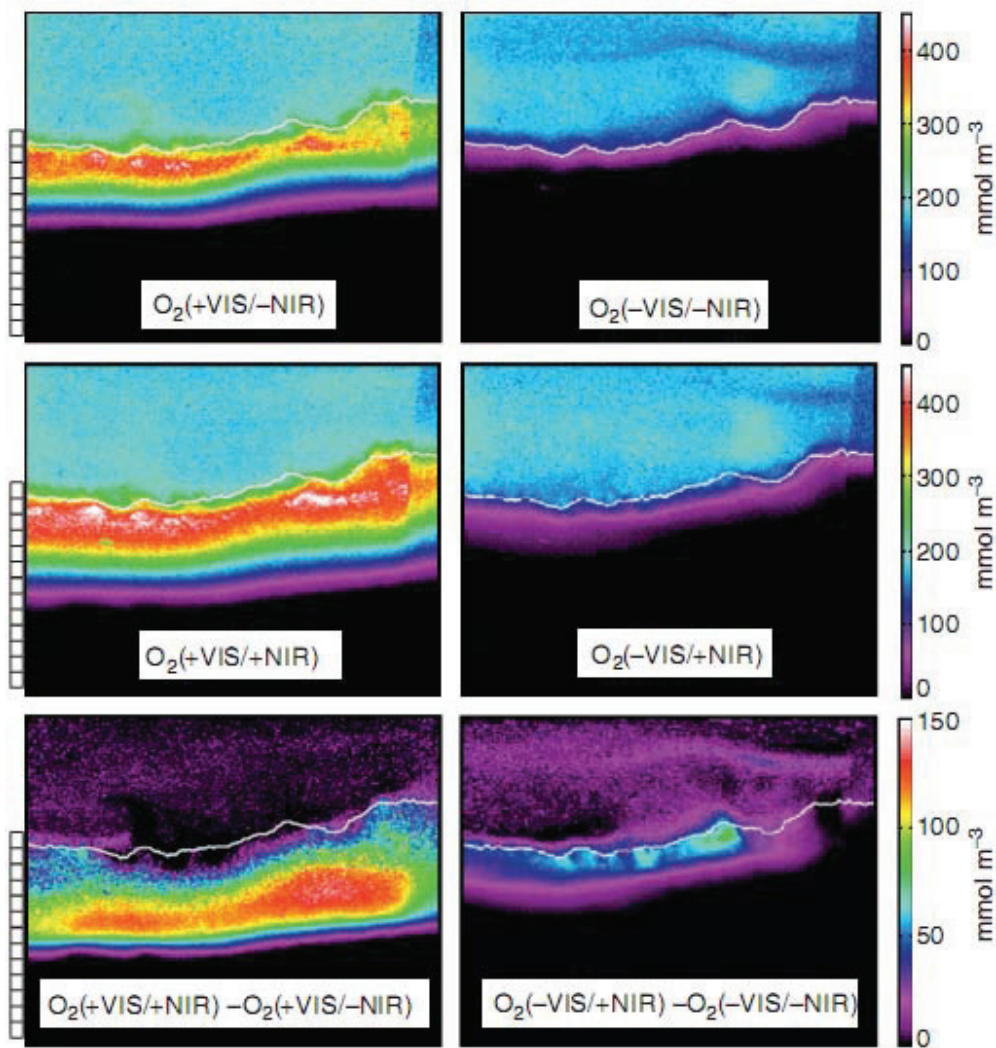 400
300
200
100
0
mmol m⁻³
O₂(+VIS/–NIR)
O₂(–VIS/–NIR)
400
300
200
100
0
mmol m⁻³
O₂(+VIS/+NIR)
O₂(–VIS/+NIR)
150
100
50
0
mmol m⁻³
O₂(+VIS/+NIR) –O₂(+VIS/–NIR)
O₂(–VIS/+NIR) –O₂(–VIS/–NIR)